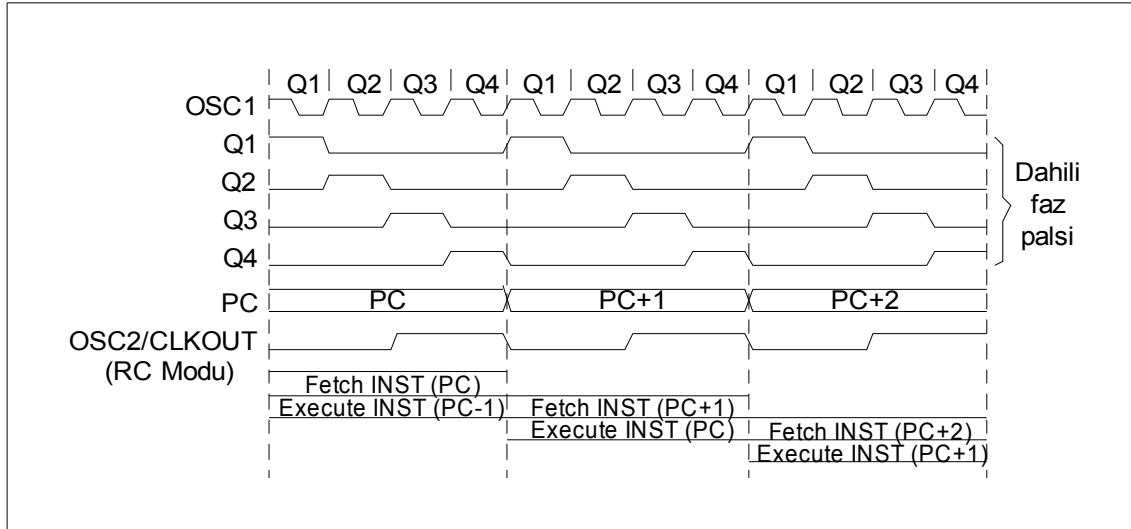 Q1 Q2 Q3 Q4 Q1 Q2 Q3 Q4 Q1 Q2 Q3 Q4
OSC1
Q1
Q2
Q3
Q4
Dahili
faz
palsi
PC PC PC+1 PC+2
OSC2/CLKOUT
(RC Modu)
Fetch INST (PC)
Execute INST (PC-1) Fetch INST (PC+1)
Execute INST (PC) Fetch INST (PC+2)
Execute INST (PC+1)